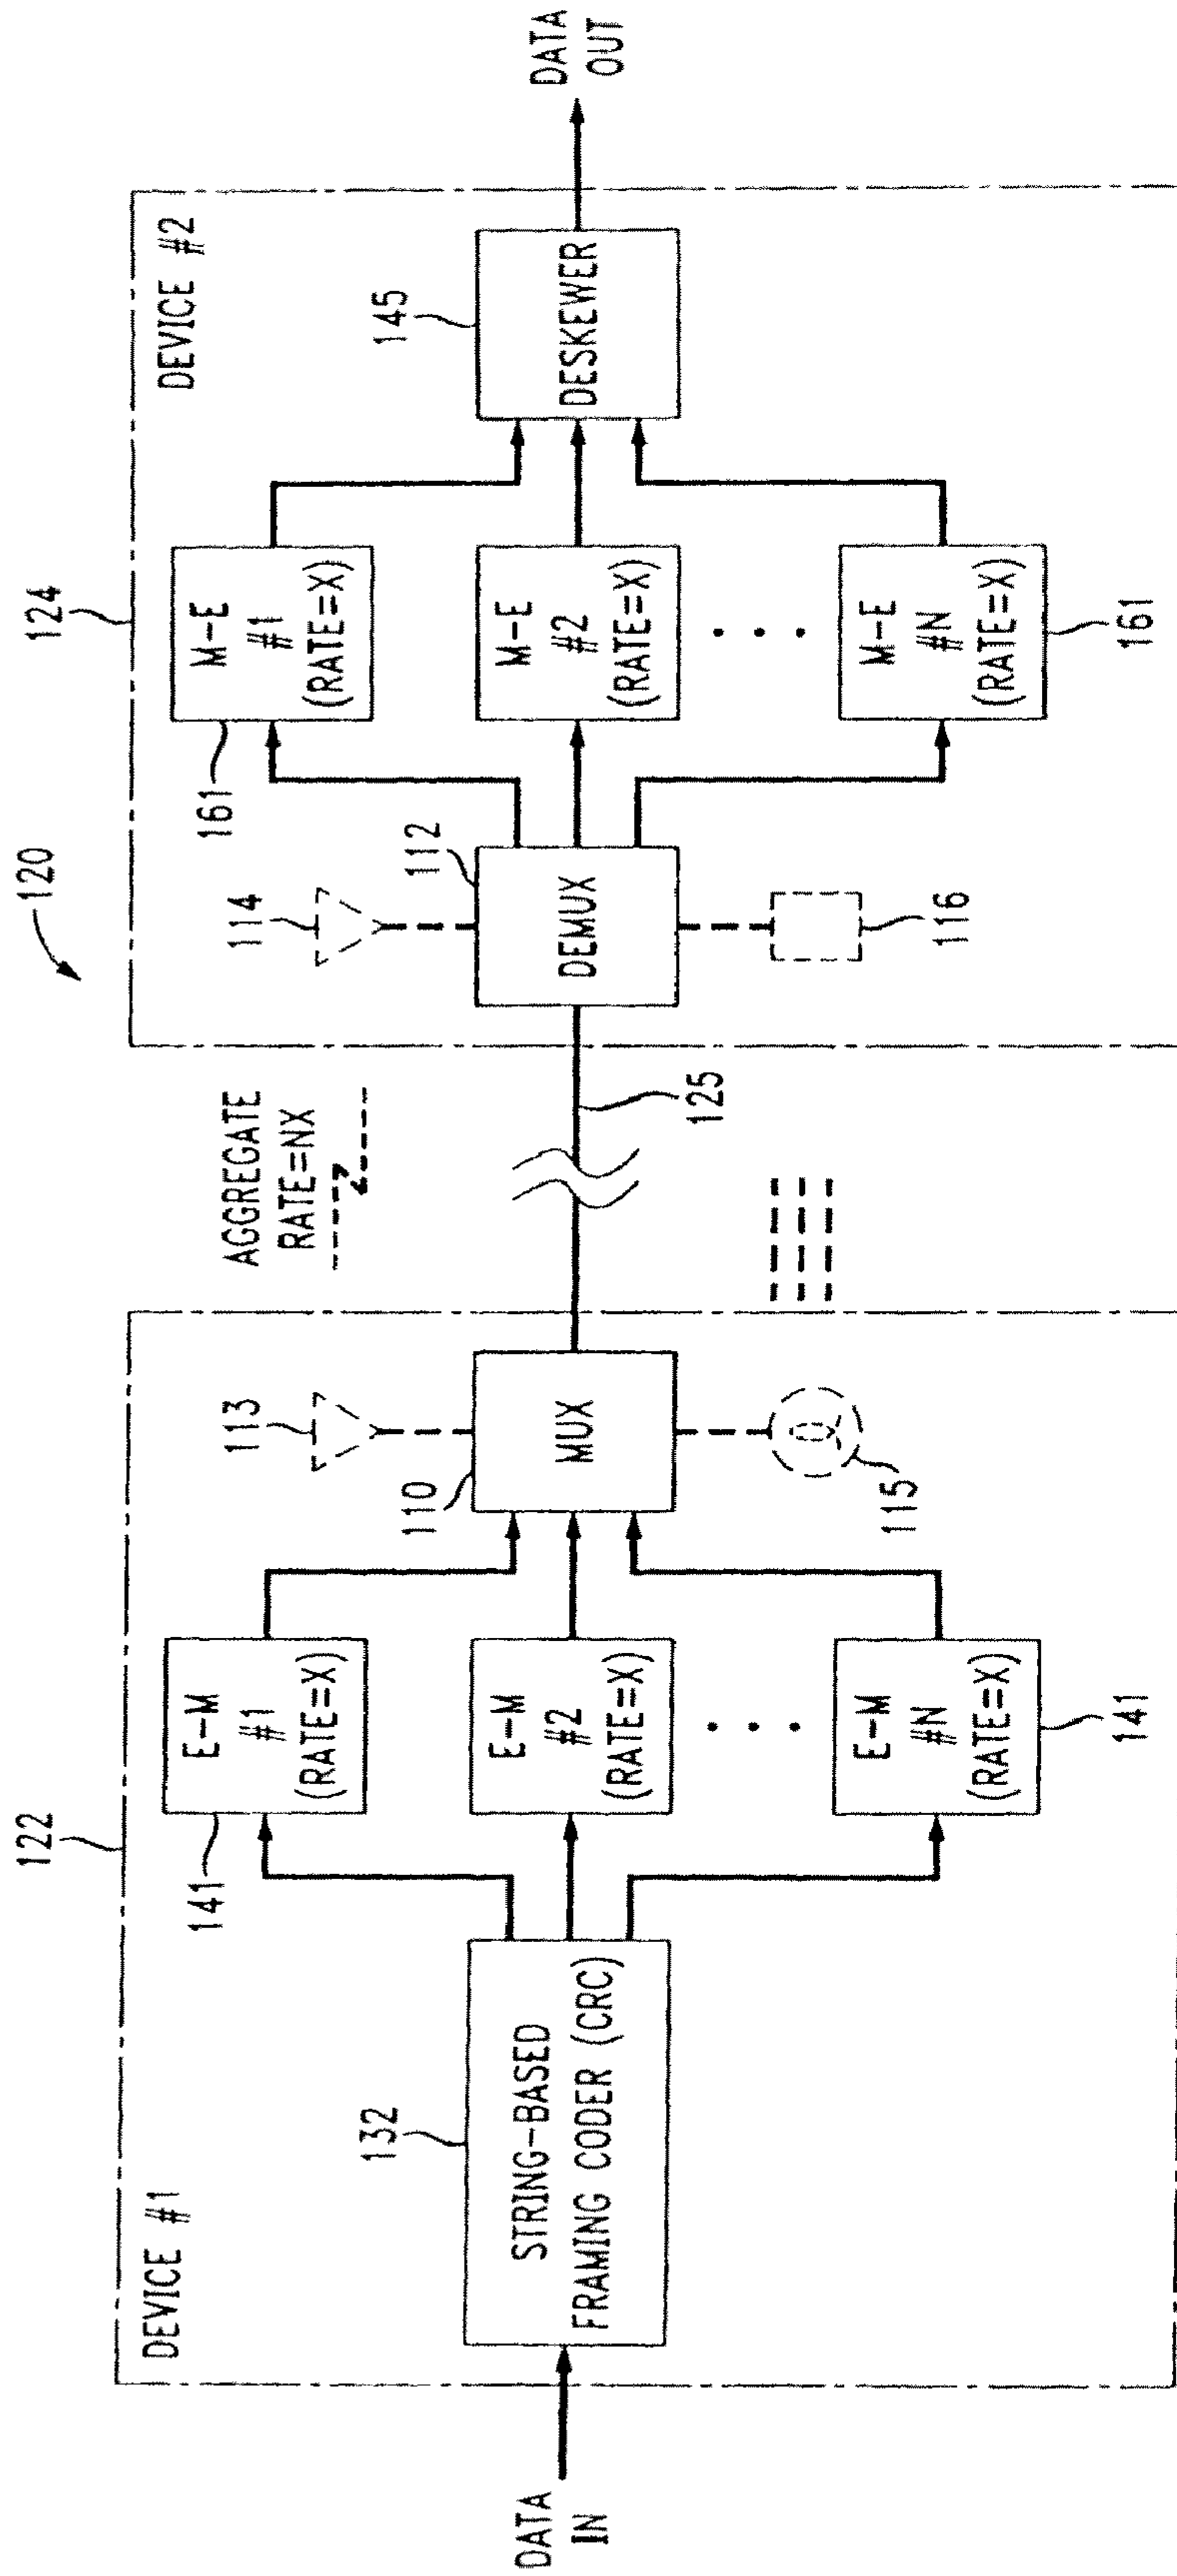 120
122
DEVICE #1
DATA
IN
132
STRING-BASED
FRAMING CODER (CRC)
141
E-M
#1
(RATE=X)
E-M
#2
(RATE=X)
E-M
#N
(RATE=X)
141
113
110
MUX
115
AGGREGATE
RATE=NX
125
124
DEVICE #2
114
112
DEMUX
116
161
M-E
#1
(RATE=X)
M-E
#2
(RATE=X)
M-E
#N
(RATE=X)
161
145
DESKEWER
DATA
OUT